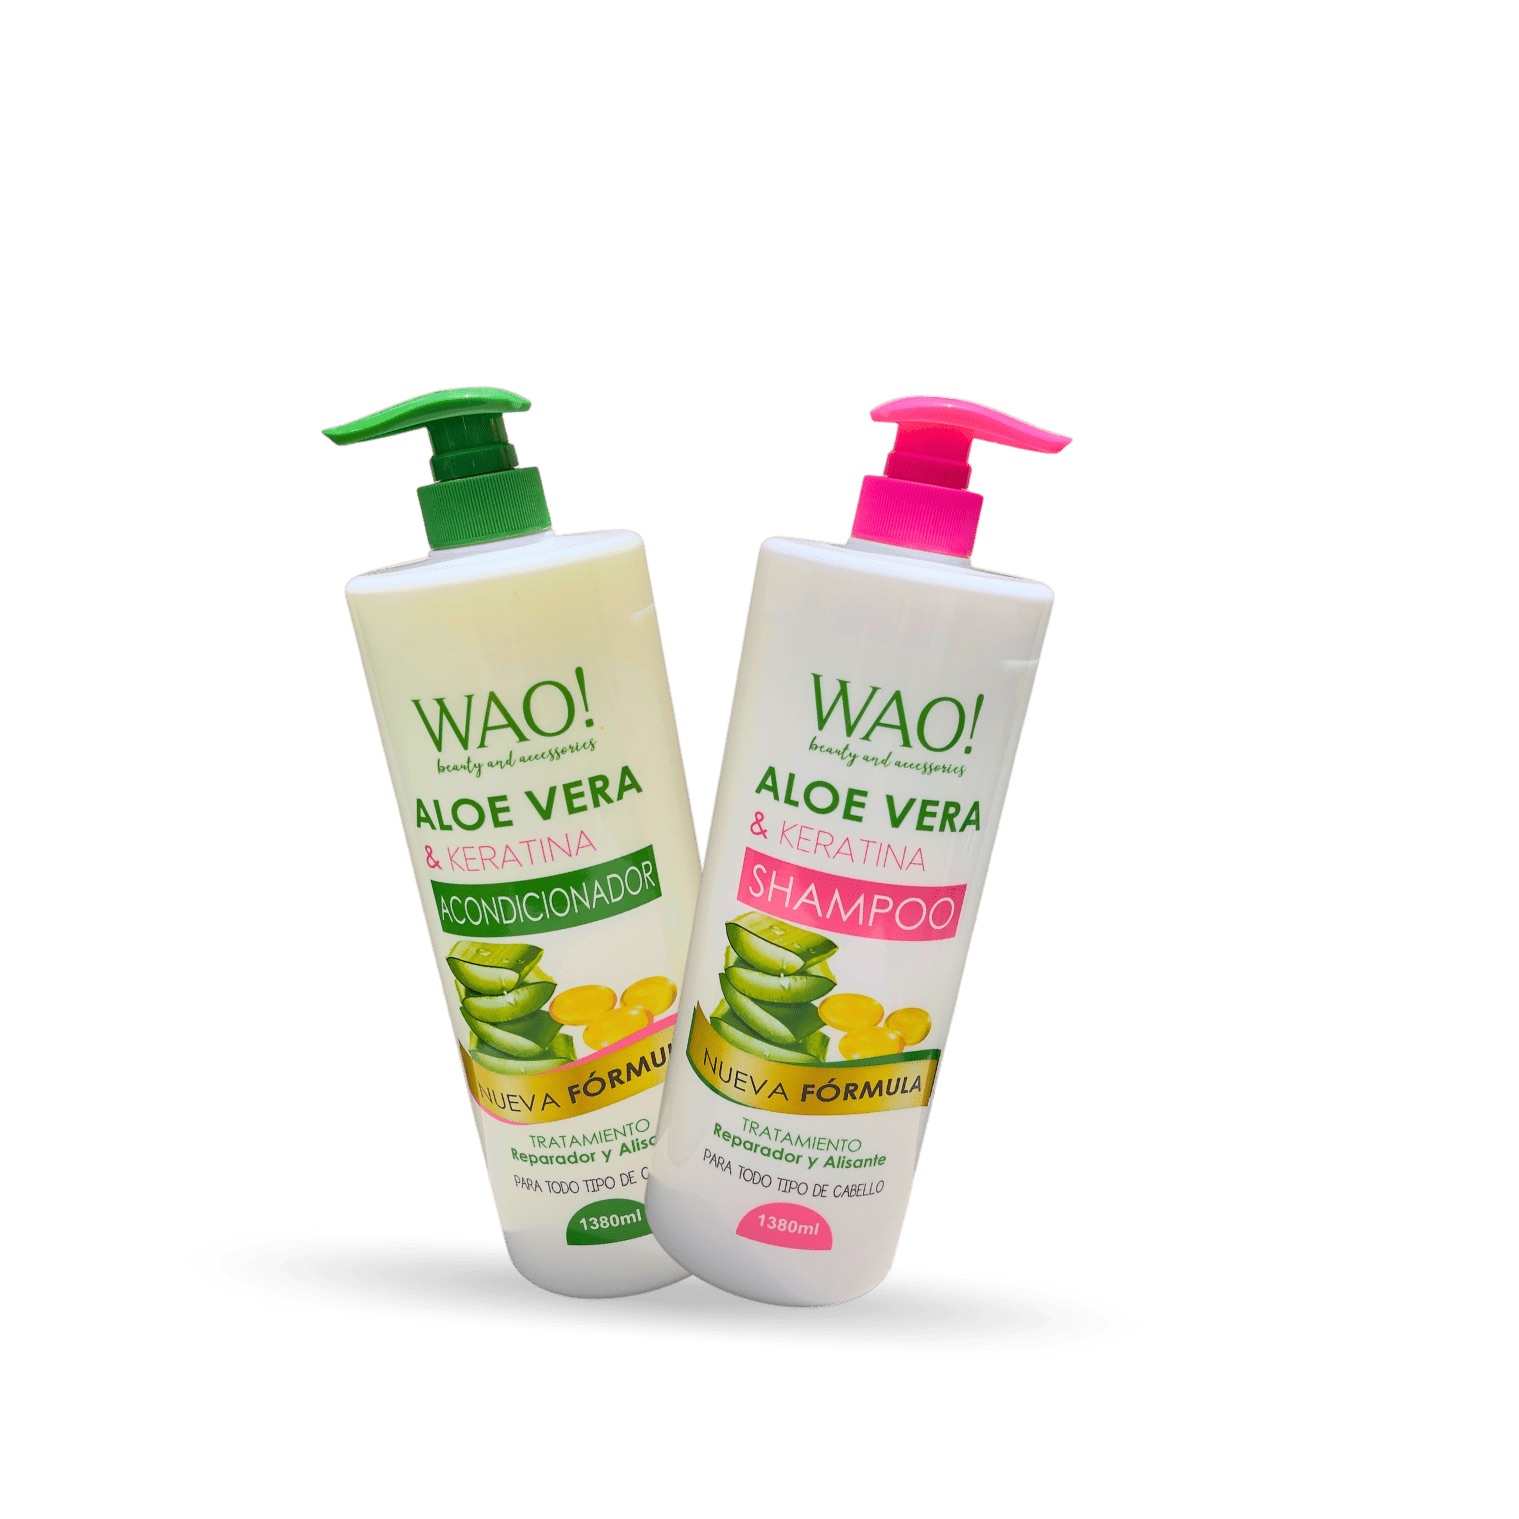 WAO!
beauty and accessories
ALOE VERA
& KERATINA
ACONDICIONADOR
NUEVA FÓRMU
TRATAMIENTO
Reparador y Alisa
PARA TODO TIPO DE C
1380ml
WAO!
beauty and accessories
ALOE VERA
& KERATINA
SHAMPOO
NUEVA FÓRMULA
TRATAMIENTO
Reparador y Alisante
PARA TODO TIPO DE CABELLO
1380ml